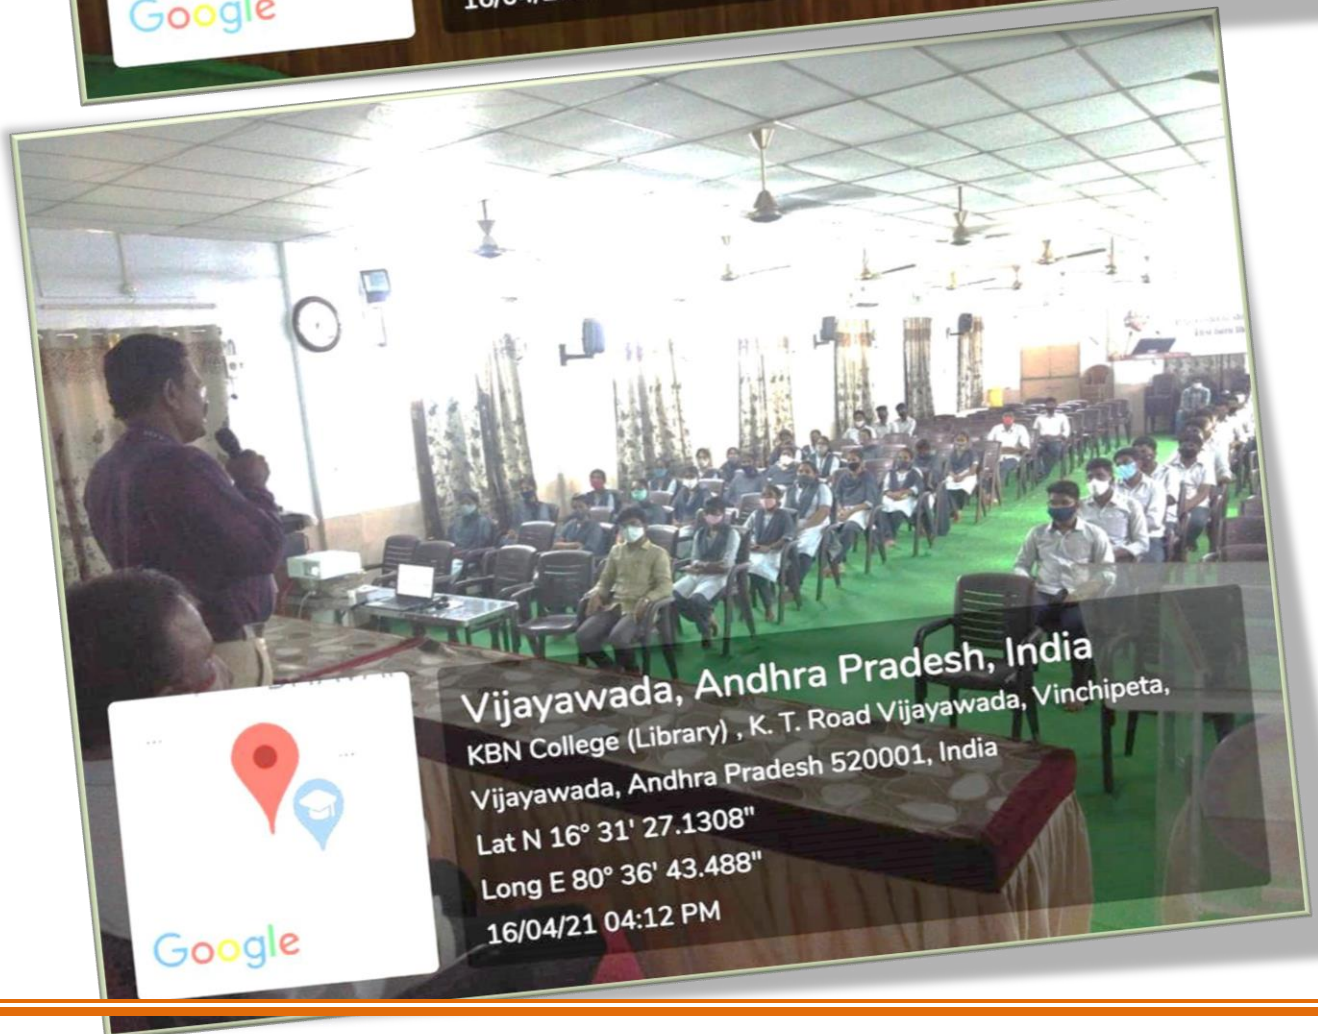 Google
Vijayawada, Andhra Pradesh, India
KBN College (Library) , K. T. Road Vijayawada, Vinchipeta,
Vijayawada, Andhra Pradesh 520001, India
Lat N 16° 31' 27.1308"
Long E 80° 36' 43.488"
16/04/21 04:12 PM
Google